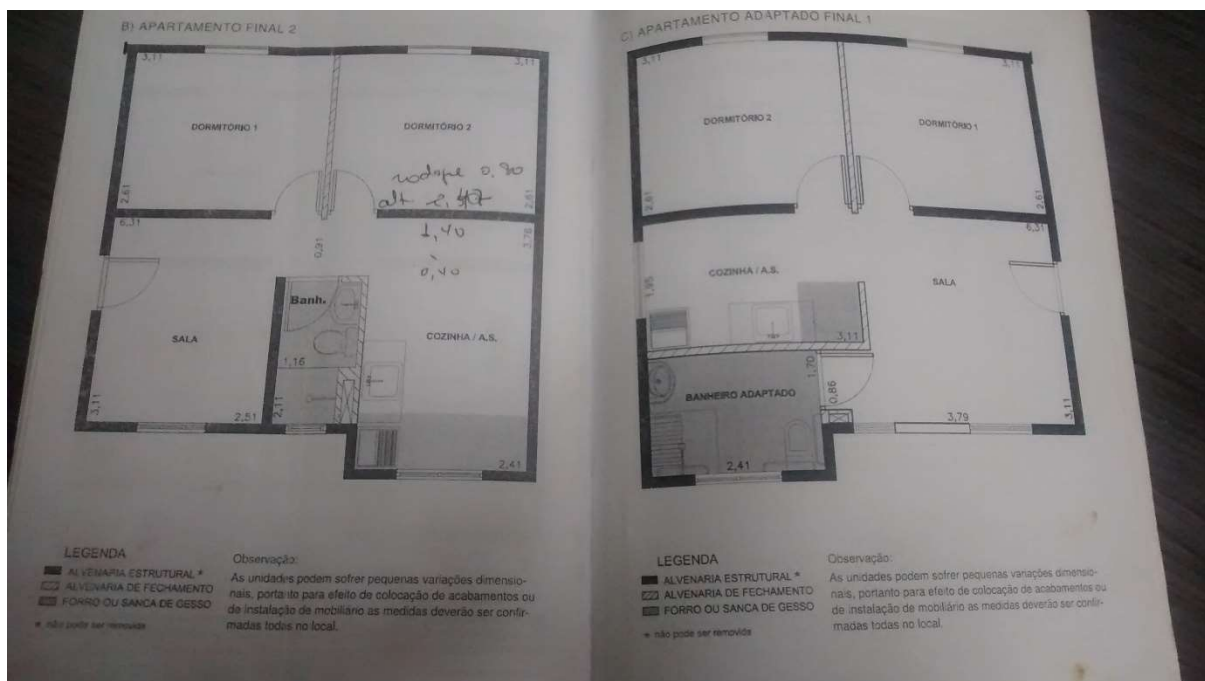 B) APARTAMENTO FINAL 2
3,11
3,11
DORMITÓRIO 1
DORMITÓRIO 2
rodape 0.90
2,61
alt
2,61
6,31
1,40
3,76
0,91
0,40
Banh.
COZINHA / A.S.
SALA
1,16
3,11
2,51
2,11
2,41
LEGENDA
ALVENARIA ESTRUTURAL *
ALVENARIA DE FECHAMENTO
FORRO OU SANCA DE GESSO
* não pode ser removida
Observação:
As unidades podem sofrer pequenas variações dimensio-
nais, portanto para efeito de colocação de acabamentos ou
de instalação de mobiliário as medidas deverão ser confir-
madas todas no local.
C) APARTAMENTO ADAPTADO FINAL 1
3,11
3,11
DORMITÓRIO 2
DORMITÓRIO 1
2,61
2,61
6,31
COZINHA / A.S.
SALA
1,95
3,11
1,70
BANHEIRO ADAPTADO
0,86
3,79
3,11
2,41
LEGENDA
ALVENARIA ESTRUTURAL *
ALVENARIA DE FECHAMENTO
FORRO OU SANCA DE GESSO
* não pode ser removida
Observação:
As unidades podem sofrer pequenas variações dimensio-
nais, portanto para efeito de colocação de acabamentos ou
de instalação de mobiliário as medidas deverão ser confir-
madas todas no local.